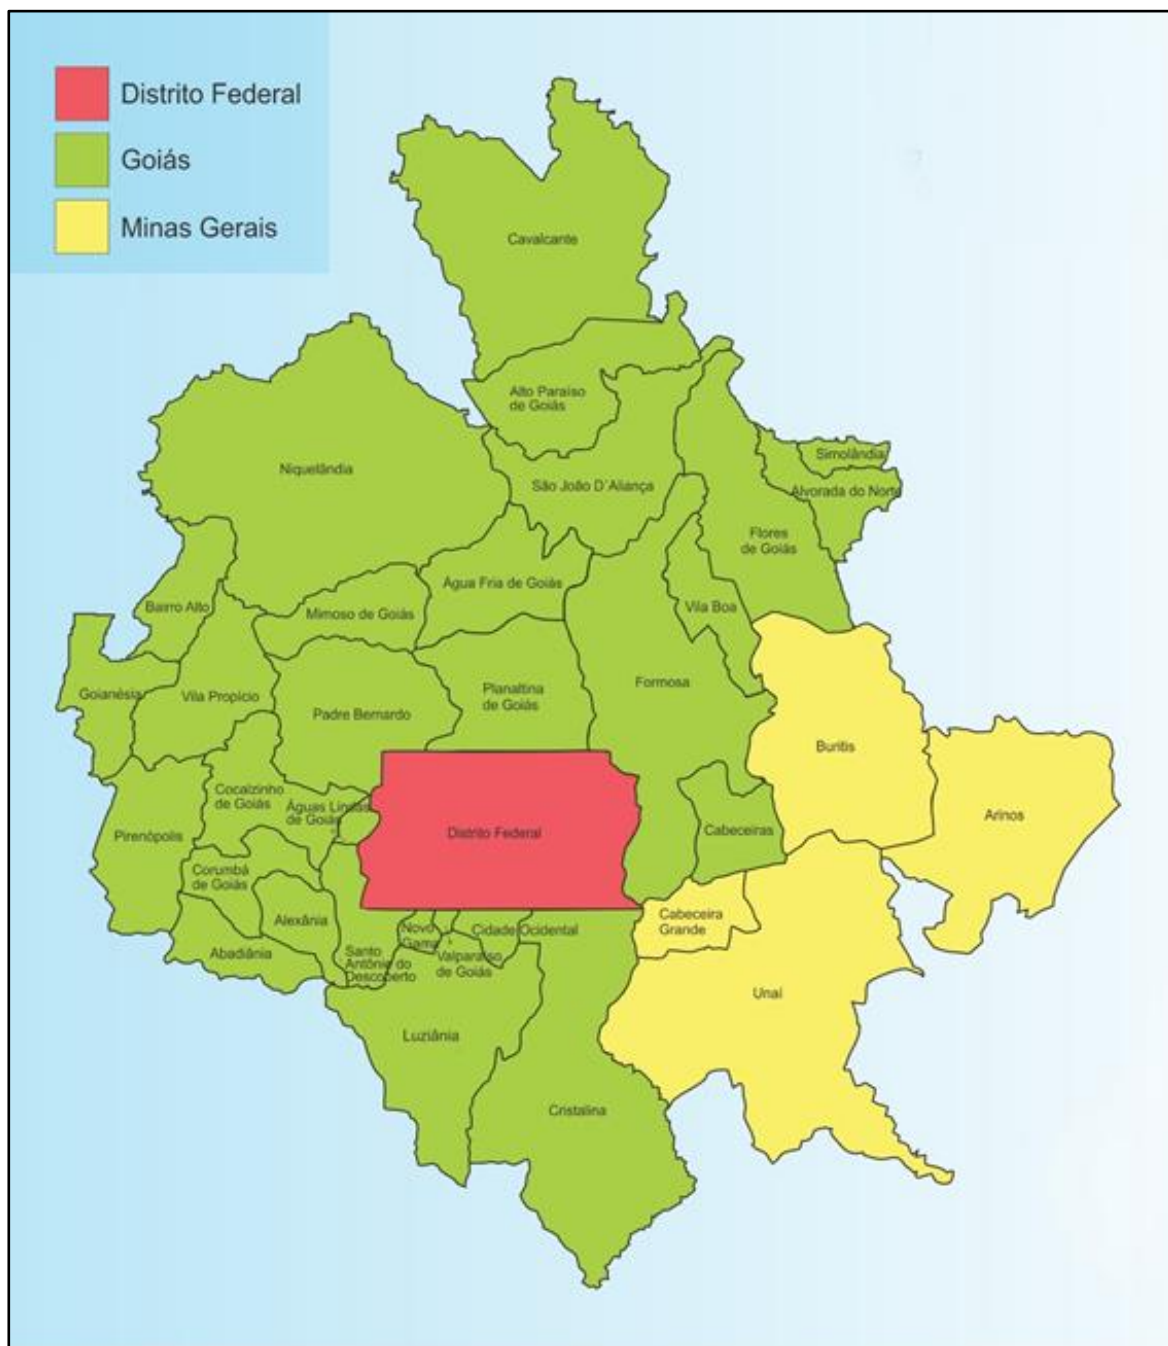 Distrito Federal
Goiás
Minas Gerais
Cavalcante
Alto Paraíso
de Goiás
Niquelândia
São João D´Aliança
Simolândia
Alvorada do Norte
Flores
de Goiás
Água Fria de Goiás
Bairro Alto
Mimoso de Goiás
Vila Boa
Goianésia
Vila Propício
Padre Bernardo
Planaltina
de Goiás
Formosa
Buritis
Arinos
Cocalzinho
de Goiás
Águas Lindas
de Goiás
Pirenópolis
Distrito Federal
Cabeceiras
Corumbá
de Goiás
Alexânia
Abadiânia
Santo
Antônio do
Descoberto
Novo
Gama
Valparaíso
de Goiás
Cidade Ocidental
Cabeceira
Grande
Unaí
Luziânia
Cristalina